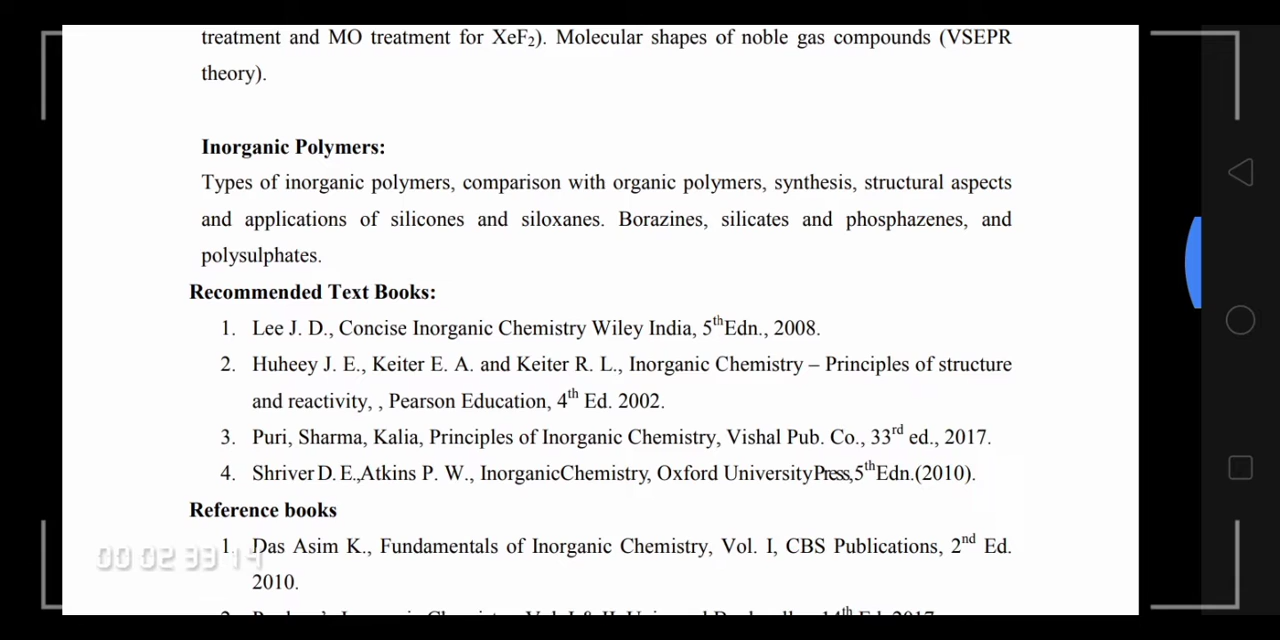 treatment and MO treatment for XeF2). Molecular shapes of noble gas compounds (VSEPR
theory).
Inorganic Polymers:
Types of inorganic polymers, comparison with organic polymers, synthesis, structural aspects
and applications of silicones and siloxanes. Borazines, silicates and phosphazenes, and
polysulphates.
Recommended Text Books:
1. Lee J. D., Concise Inorganic Chemistry Wiley India, 5thEdn., 2008.
2. Huheey J. E., Keiter E. A. and Keiter R. L., Inorganic Chemistry – Principles of structure
and reactivity, , Pearson Education, 4th Ed. 2002.
3. Puri, Sharma, Kalia, Principles of Inorganic Chemistry, Vishal Pub. Co., 33rd ed., 2017.
4. Shriver D. E.,Atkins P. W., InorganicChemistry, Oxford UniversityPress,5thEdn.(2010).
Reference books
1. Das Asim K., Fundamentals of Inorganic Chemistry, Vol. I, CBS Publications, 2nd Ed.
00 02 33 14
2010.